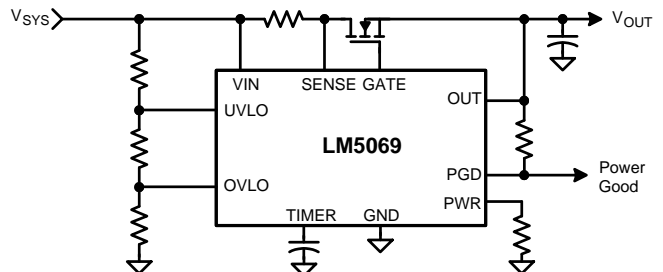 VSYS
VOUT
VIN
SENSE
GATE
UVLO
OUT
LM5069
PGD
Power
Good
OVLO
PWR
TIMER
GND